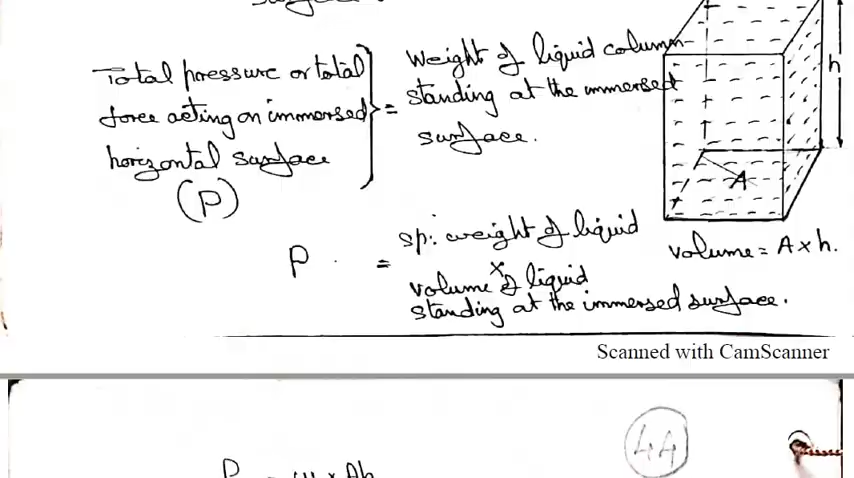 Total pressure or total
force acting on immersed
horizontal surface
(P)
=
Weight of liquid column
standing at the immersed
surface.
h
A
volume = A x h.
P = sp: weight of liquid
x
volume of liquid
standing at the immersed surface.
Scanned with CamScanner
44
P = w x Ah